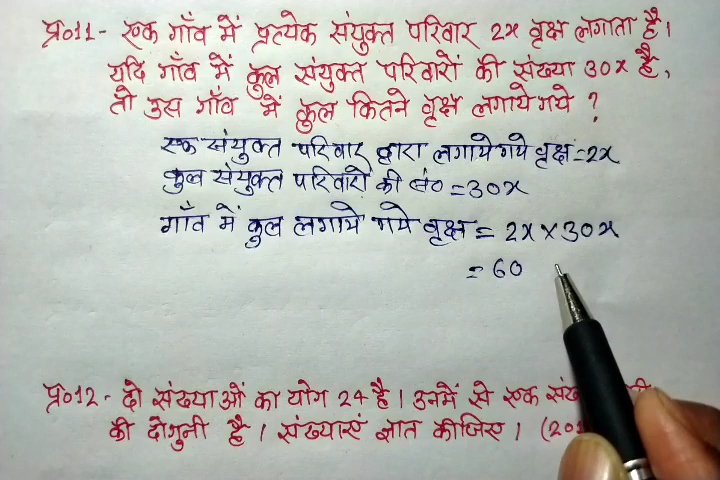 प्र०11- एक गाँव में प्रत्येक संयुक्त परिवार 2x वृक्ष लगाता है।
यदि गाँव में कुल संयुक्त परिवारों की संख्या 30x है,
तो उस गाँव में कुल कितने वृक्ष लगाये गये ?
एक संयुक्त परिवार द्वारा लगाये गये वृक्ष = 2x
कुल संयुक्त परिवारों की सं० = 30x
गाँव में कुल लगाये गये वृक्ष = 2x × 30x
= 60
प्र०12- दो संख्याओं का योग 24 है। उनमें से एक
की दोगुनी है। संख्याएं ज्ञात कीजिए।